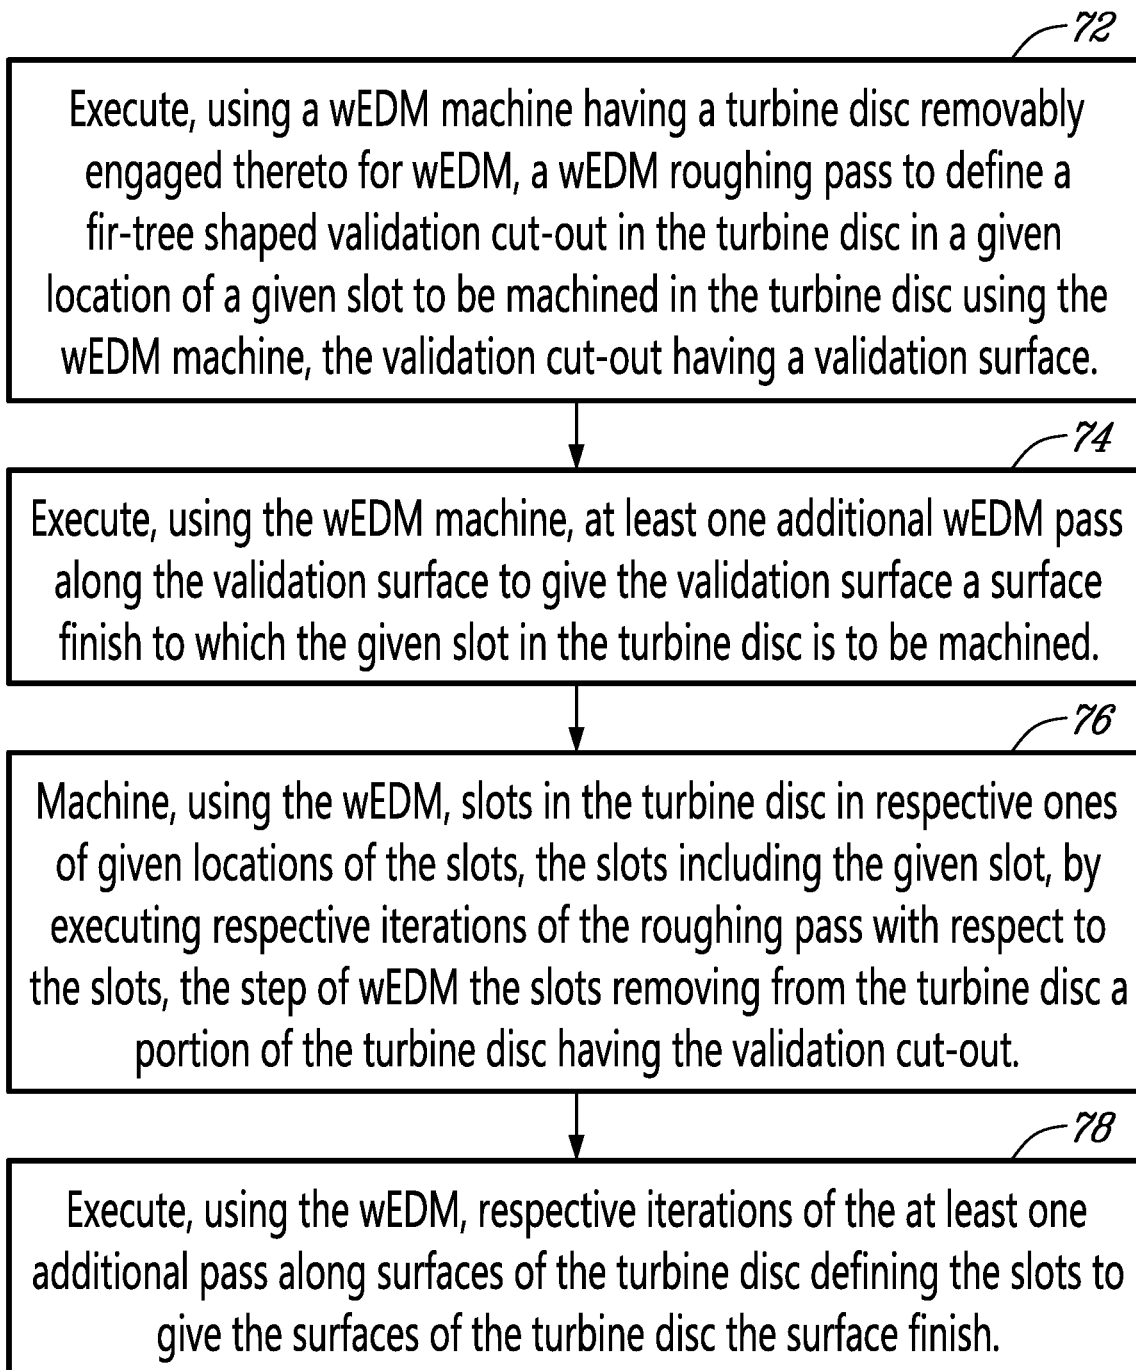 72
Execute, using a wEDM machine having a turbine disc removably
engaged thereto for wEDM, a wEDM roughing pass to define a
fir-tree shaped validation cut-out in the turbine disc in a given
location of a given slot to be machined in the turbine disc using the
wEDM machine, the validation cut-out having a validation surface.
74
Execute, using the wEDM machine, at least one additional wEDM pass
along the validation surface to give the validation surface a surface
finish to which the given slot in the turbine disc is to be machined.
76
Machine, using the wEDM, slots in the turbine disc in respective ones
of given locations of the slots, the slots including the given slot, by
executing respective iterations of the roughing pass with respect to
the slots, the step of wEDM the slots removing from the turbine disc a
portion of the turbine disc having the validation cut-out.
78
Execute, using the wEDM, respective iterations of the at least one
additional pass along surfaces of the turbine disc defining the slots to
give the surfaces of the turbine disc the surface finish.